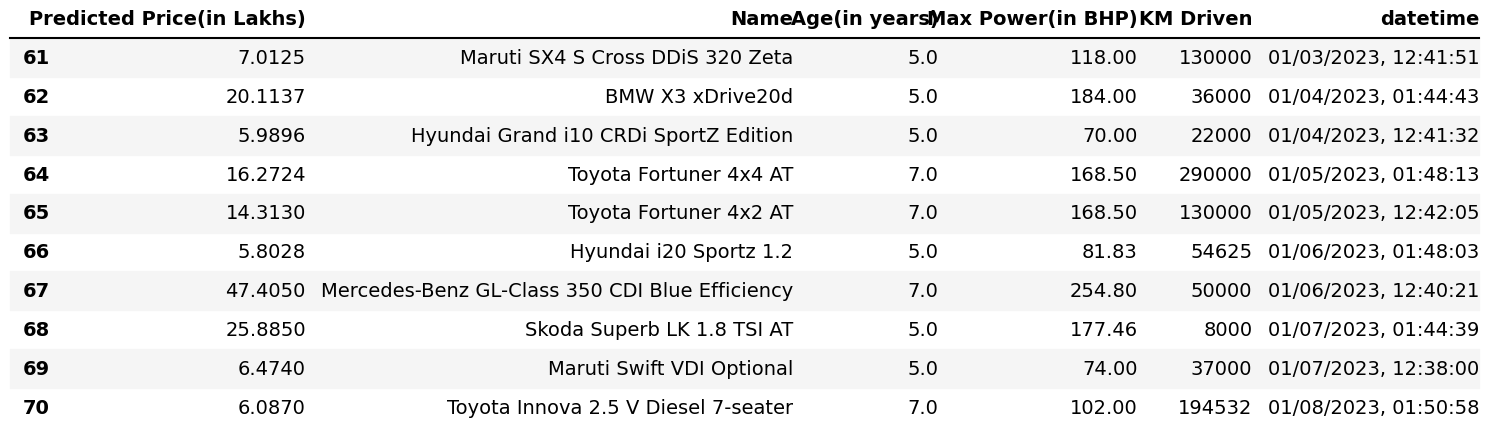 Predicted Price(in Lakhs) Name Age(in years) Max Power(in BHP) KM Driven datetime
61 7.0125 Maruti SX4 S Cross DDiS 320 Zeta 5.0 118.00 130000 01/03/2023, 12:41:51
62 20.1137 BMW X3 xDrive20d 5.0 184.00 36000 01/04/2023, 01:44:43
63 5.9896 Hyundai Grand i10 CRDi SportZ Edition 5.0 70.00 22000 01/04/2023, 12:41:32
64 16.2724 Toyota Fortuner 4x4 AT 7.0 168.50 290000 01/05/2023, 01:48:13
65 14.3130 Toyota Fortuner 4x2 AT 7.0 168.50 130000 01/05/2023, 12:42:05
66 5.8028 Hyundai i20 Sportz 1.2 5.0 81.83 54625 01/06/2023, 01:48:03
67 47.4050 Mercedes-Benz GL-Class 350 CDI Blue Efficiency 7.0 254.80 50000 01/06/2023, 12:40:21
68 25.8850 Skoda Superb LK 1.8 TSI AT 5.0 177.46 8000 01/07/2023, 01:44:39
69 6.4740 Maruti Swift VDI Optional 5.0 74.00 37000 01/07/2023, 12:38:00
70 6.0870 Toyota Innova 2.5 V Diesel 7-seater 7.0 102.00 194532 01/08/2023, 01:50:58